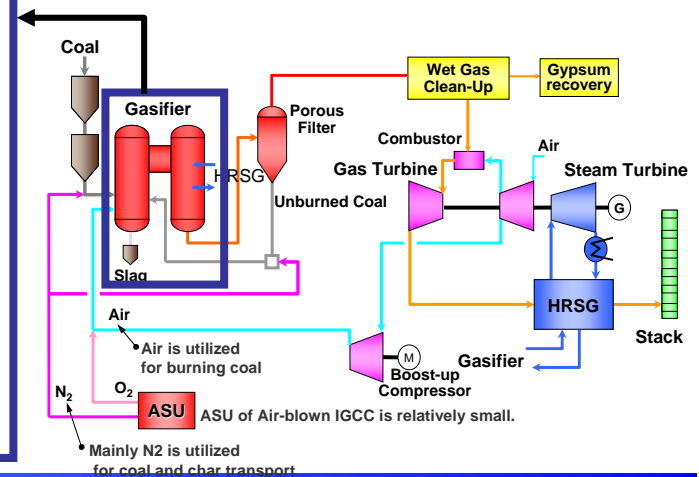 Coal
Gasifier
HRSG
Slag
Porous
Filter
Unburned Coal
Wet Gas
Clean-Up
Gypsum
recovery
Combustor
Air
Gas Turbine
Steam Turbine
G
HRSG
Stack
Gasifier
Air
Air is utilized
for burning coal
M
Boost-up
Compressor
O2
N2
ASU
ASU of Air-blown IGCC is relatively small.
Mainly N2 is utilized
for coal and char transport